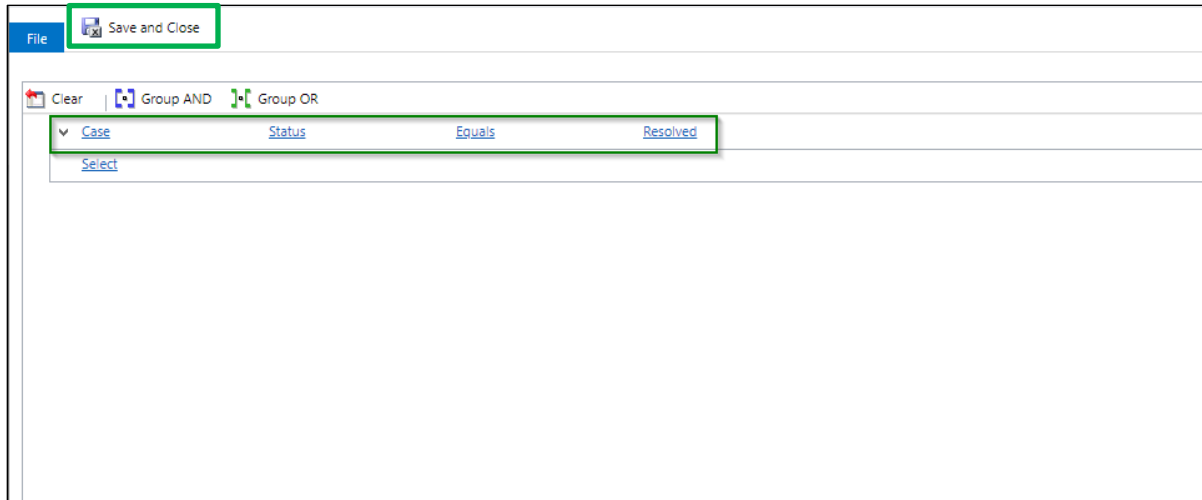 File Save and Close
Clear Group AND Group OR
Case Status Equals Resolved
Select